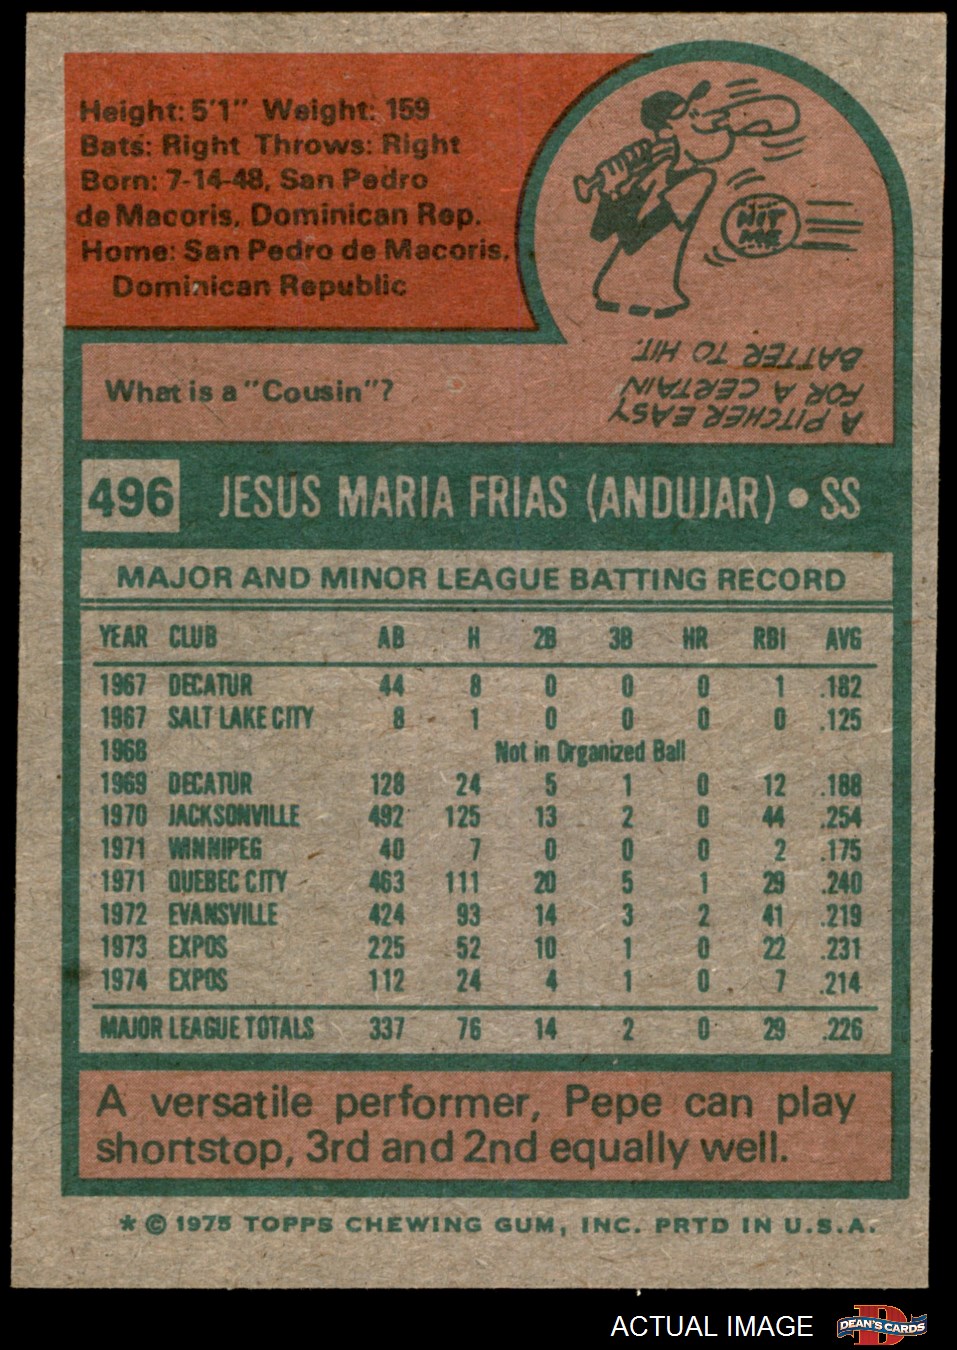 Height: 5'1" Weight: 159
Bats: Right Throws: Right
Born: 7-14-48, San Pedro
de Macoris, Dominican Rep.
Home: San Pedro de Macoris,
Dominican Republic
HIT
ME
What is a "Cousin"?
A PITCHER EASY
FOR A CERTAIN
BATTER TO HIT.
496 JESUS MARIA FRIAS (ANDUJAR) • SS
MAJOR AND MINOR LEAGUE BATTING RECORD
YEAR CLUB AB H 2B 3B HR RBI AVG
1967 DECATUR 44 8 0 0 0 1 .182
1967 SALT LAKE CITY 8 1 0 0 0 0 .125
1968 Not in Organized Ball
1969 DECATUR 128 24 5 1 0 12 .188
1970 JACKSONVILLE 492 125 13 2 0 44 .254
1971 WINNIPEG 40 7 0 0 0 2 .175
1971 QUEBEC CITY 463 111 20 5 1 29 .240
1972 EVANSVILLE 424 93 14 3 2 41 .219
1973 EXPOS 225 52 10 1 0 22 .231
1974 EXPOS 112 24 4 1 0 7 .214
MAJOR LEAGUE TOTALS 337 76 14 2 0 29 .226
A versatile performer, Pepe can play
shortstop, 3rd and 2nd equally well.
* © 1975 TOPPS CHEWING GUM, INC. PRTD IN U.S.A.
ACTUAL IMAGE
D
DEAN'S CARDS